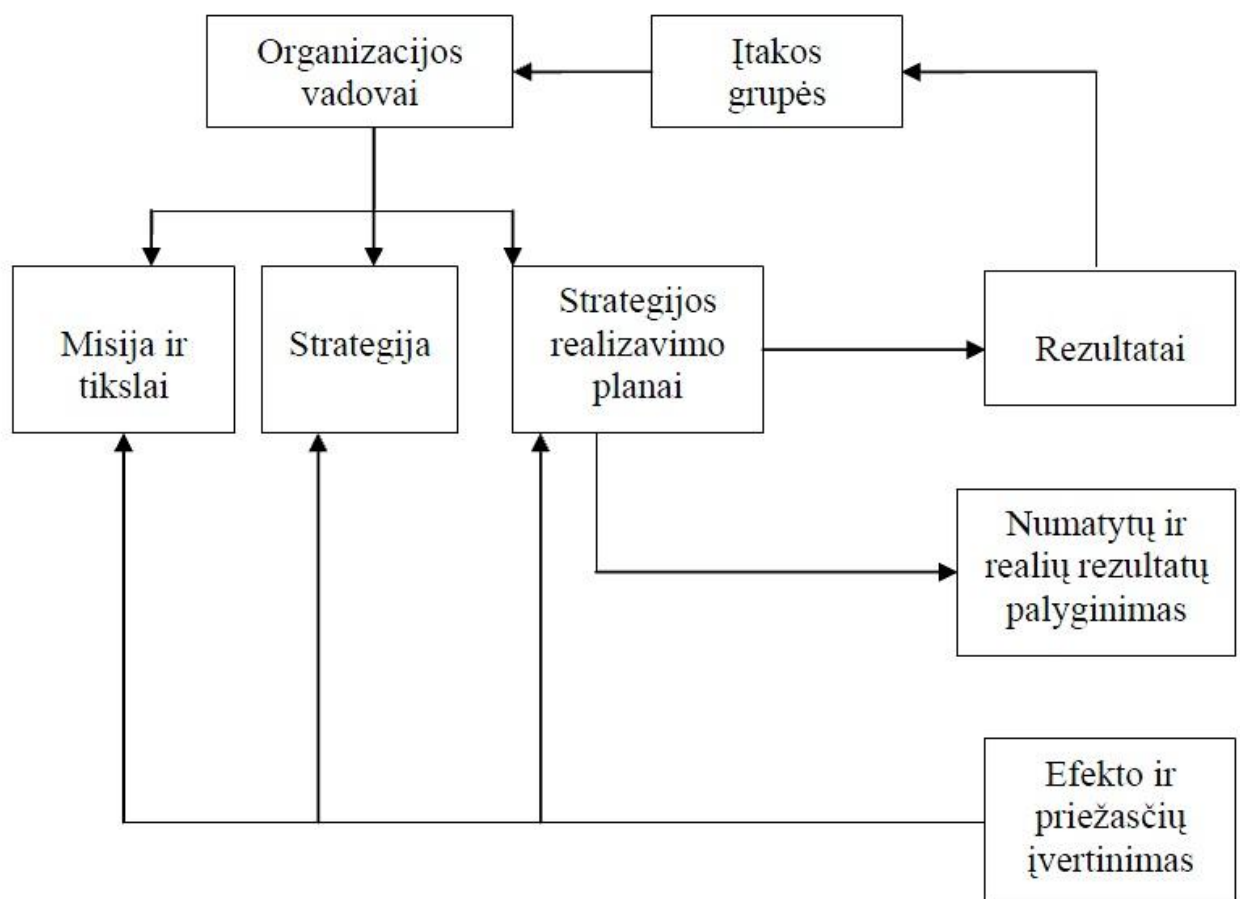 Organizacijos
vadovai
Įtakos
grupės
Misija ir
tikslai
Strategija
Strategijos
realizavimo
planai
Rezultatai
Numatytų ir
realių rezultatų
palyginimas
Efekto ir
priežasčių
įvertinimas